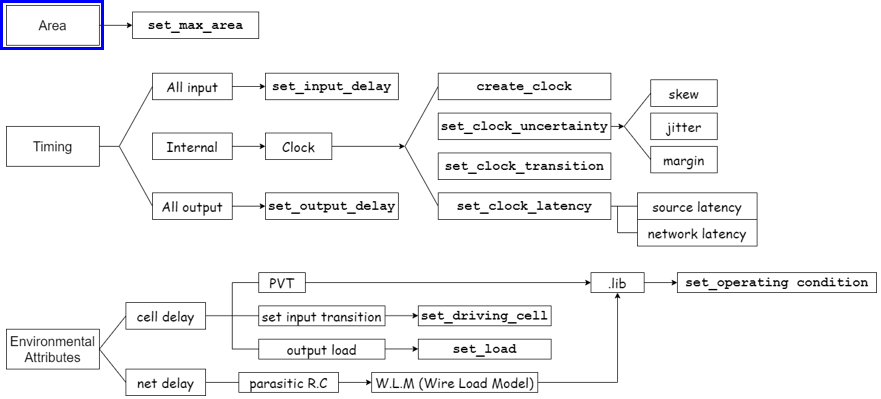 Area
set_max_area
Timing
All input
set_input_delay
Internal
Clock
All output
set_output_delay
create_clock
set_clock_uncertainty
skew
jitter
margin
set_clock_transition
set_clock_latency
source latency
network latency
Environmental
Attributes
cell delay
PVT
.lib
set_operating condition
set input transition
set_driving_cell
output load
set_load
net delay
parasitic R.C
W.L.M (Wire Load Model)